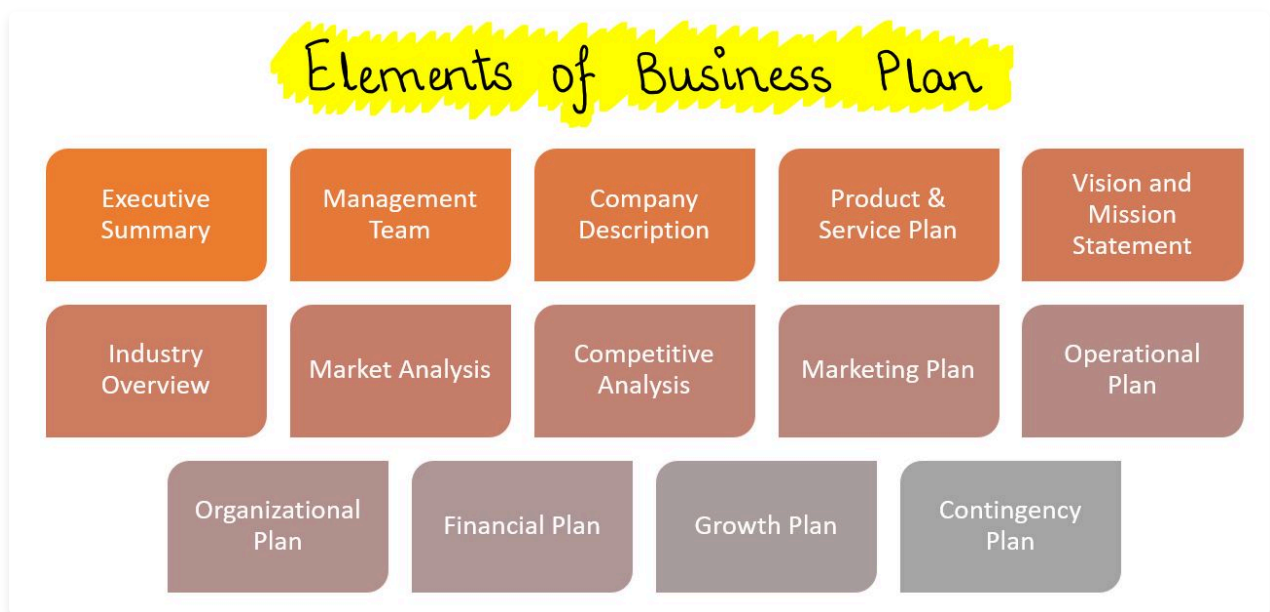 Elements of Business Plan
Executive
Summary
Management
Team
Company
Description
Product &
Service Plan
Vision and
Mission
Statement
Industry
Overview
Market Analysis
Competitive
Analysis
Marketing Plan
Operational
Plan
Organizational
Plan
Financial Plan
Growth Plan
Contingency
Plan